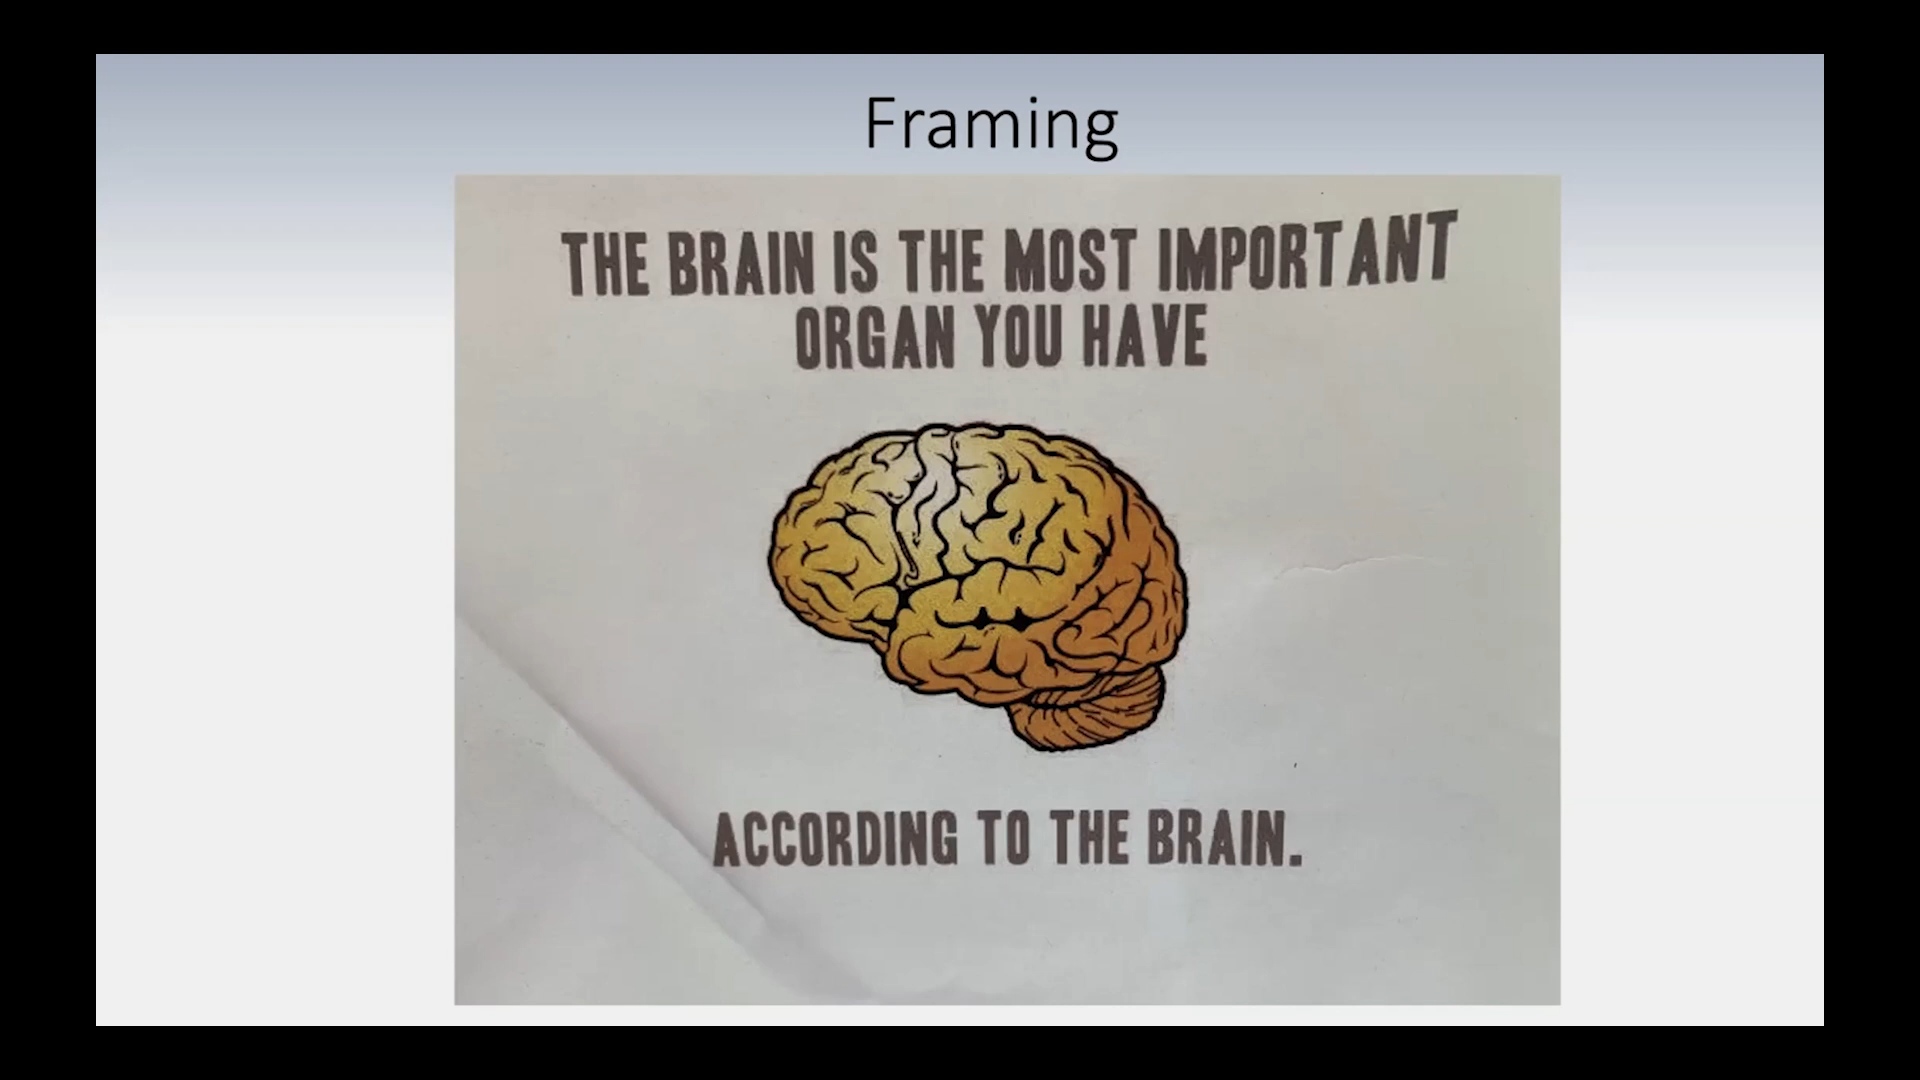 Framing
THE BRAIN IS THE MOST IMPORTANT
ORGAN YOU HAVE
ACCORDING TO THE BRAIN.